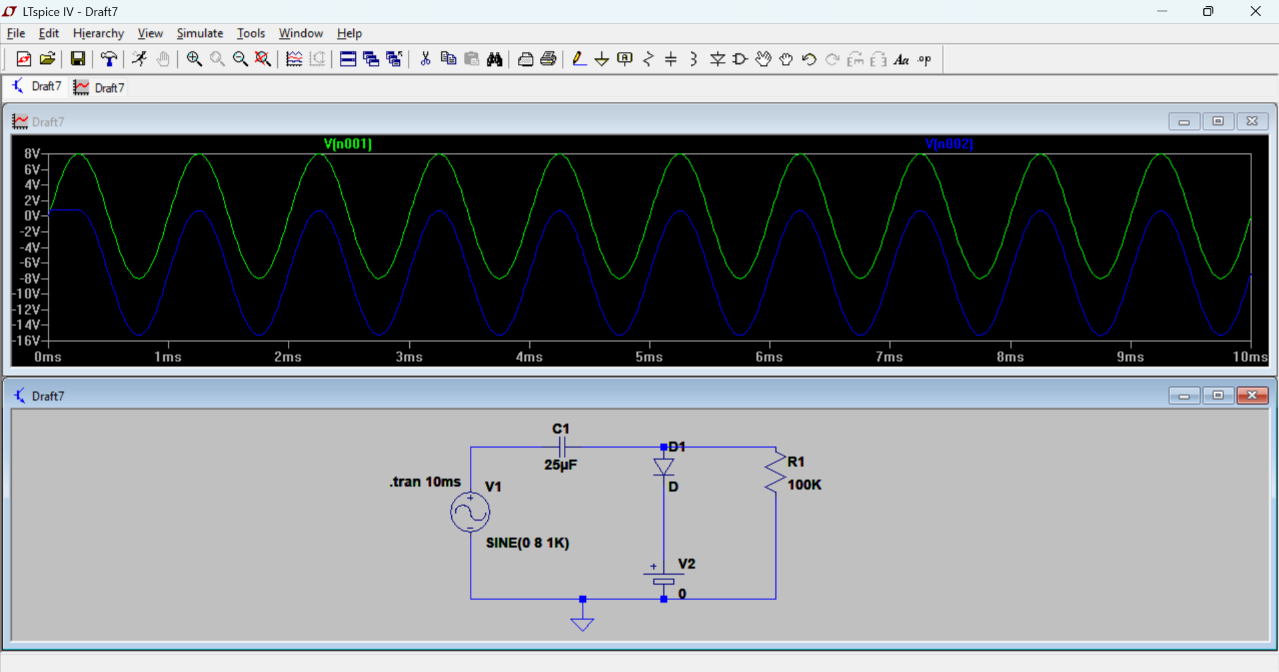 LTspice IV - Draft7
File Edit Hierarchy View Simulate Tools Window Help
Aa .op
Draft7 Draft7
Draft7
V(n001) V(n002)
8V
6V
4V
2V
0V
-2V
-4V
-6V
-8V
-10V
-12V
-14V
-16V
0ms 1ms 2ms 3ms 4ms 5ms 6ms 7ms 8ms 9ms 10ms
Draft7
C1
25µF
D1
D
R1
100K
.tran 10ms
V1
SINE(0 8 1K)
V2
0